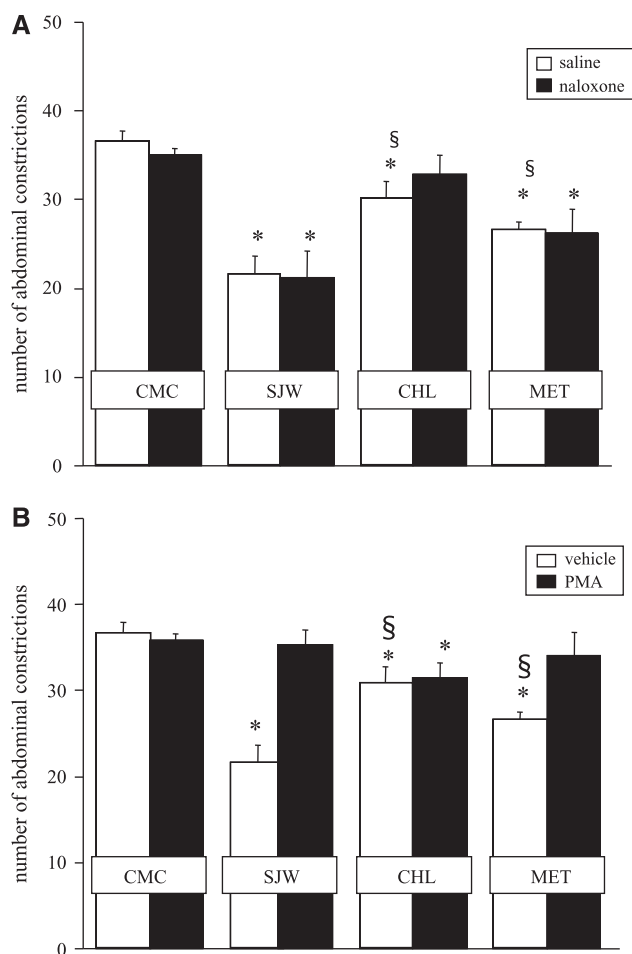 A
50
saline
naloxone
40
§
§
*
30
* *
* *
20
number of abdominal constrictions
10
CMC SJW CHL MET
0
B
50
vehicle
PMA
40
§
* *
§
*
30
*
20
number of abdominal constrictions
10
CMC SJW CHL MET
0